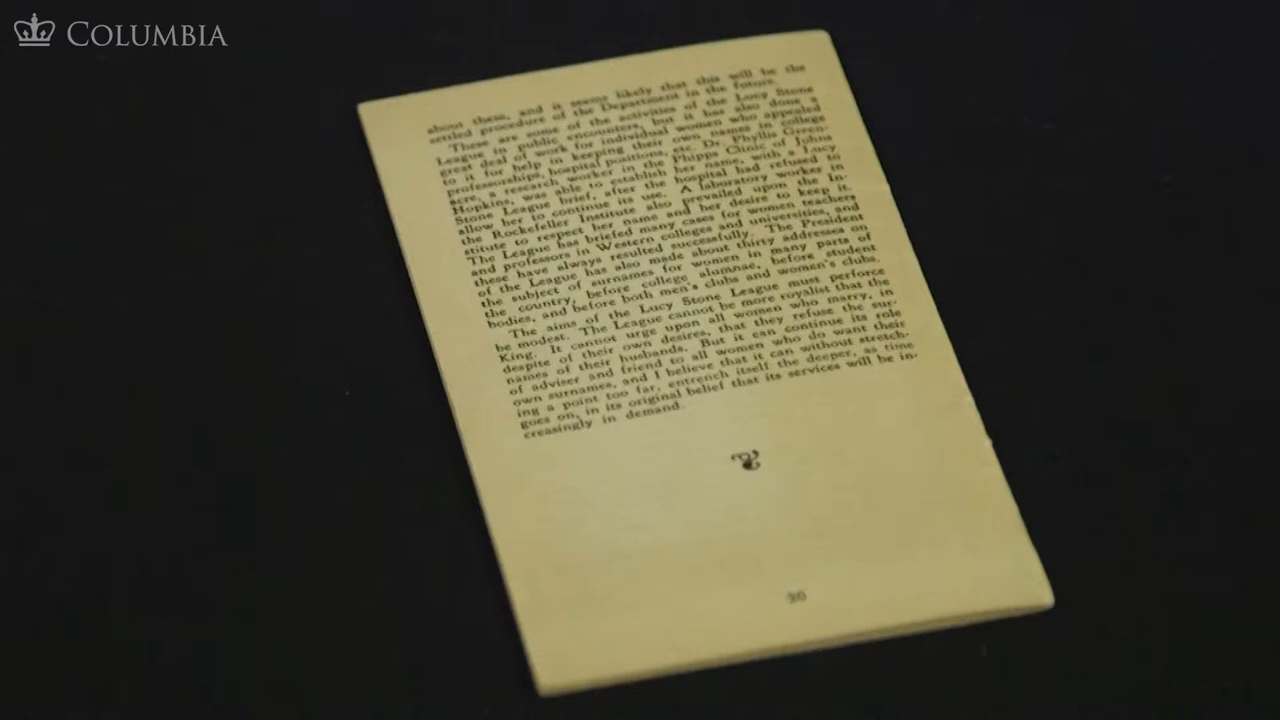 COLUMBIA
about these, and it seems likely that this will be the
settled procedure of the Department in the future.
These are some of the activities of the Lucy Stone
League in public encounters, but it has also done a
great deal of work for individual women who appealed
to it for help in keeping their own names in college
professorships, hospital positions, etc. Dr. Phyllis Green-
acre, a research worker in the Phipps Clinic of Johns
Hopkins, was able to establish her name, with a Lucy
Stone League brief, after the hospital had refused to
allow her to continue its use. A laboratory worker in
the Rockefeller Institute also prevailed upon the In-
stitute to respect her name and her desire to keep it.
The League has briefed many cases for women teachers
and professors in Western colleges and universities, and
these have always resulted successfully. The President
of the League has also made about thirty addresses on
the subject of surnames for women in many parts of
the country, before college alumnae, before student
bodies, and before both men's clubs and women's clubs.
The aims of the Lucy Stone League must perforce
be modest. The League cannot be more royalist that the
King. It cannot urge upon all women who marry, in
despite of their own desires, that they refuse the sur-
names of their husbands. But it can continue its role
of adviser and friend to all women who do want their
own surnames, and I believe that it can without stretch-
ing a point too far, entrench itself the deeper, as time
goes on, in its original belief that its services will be in-
creasingly in demand.
20